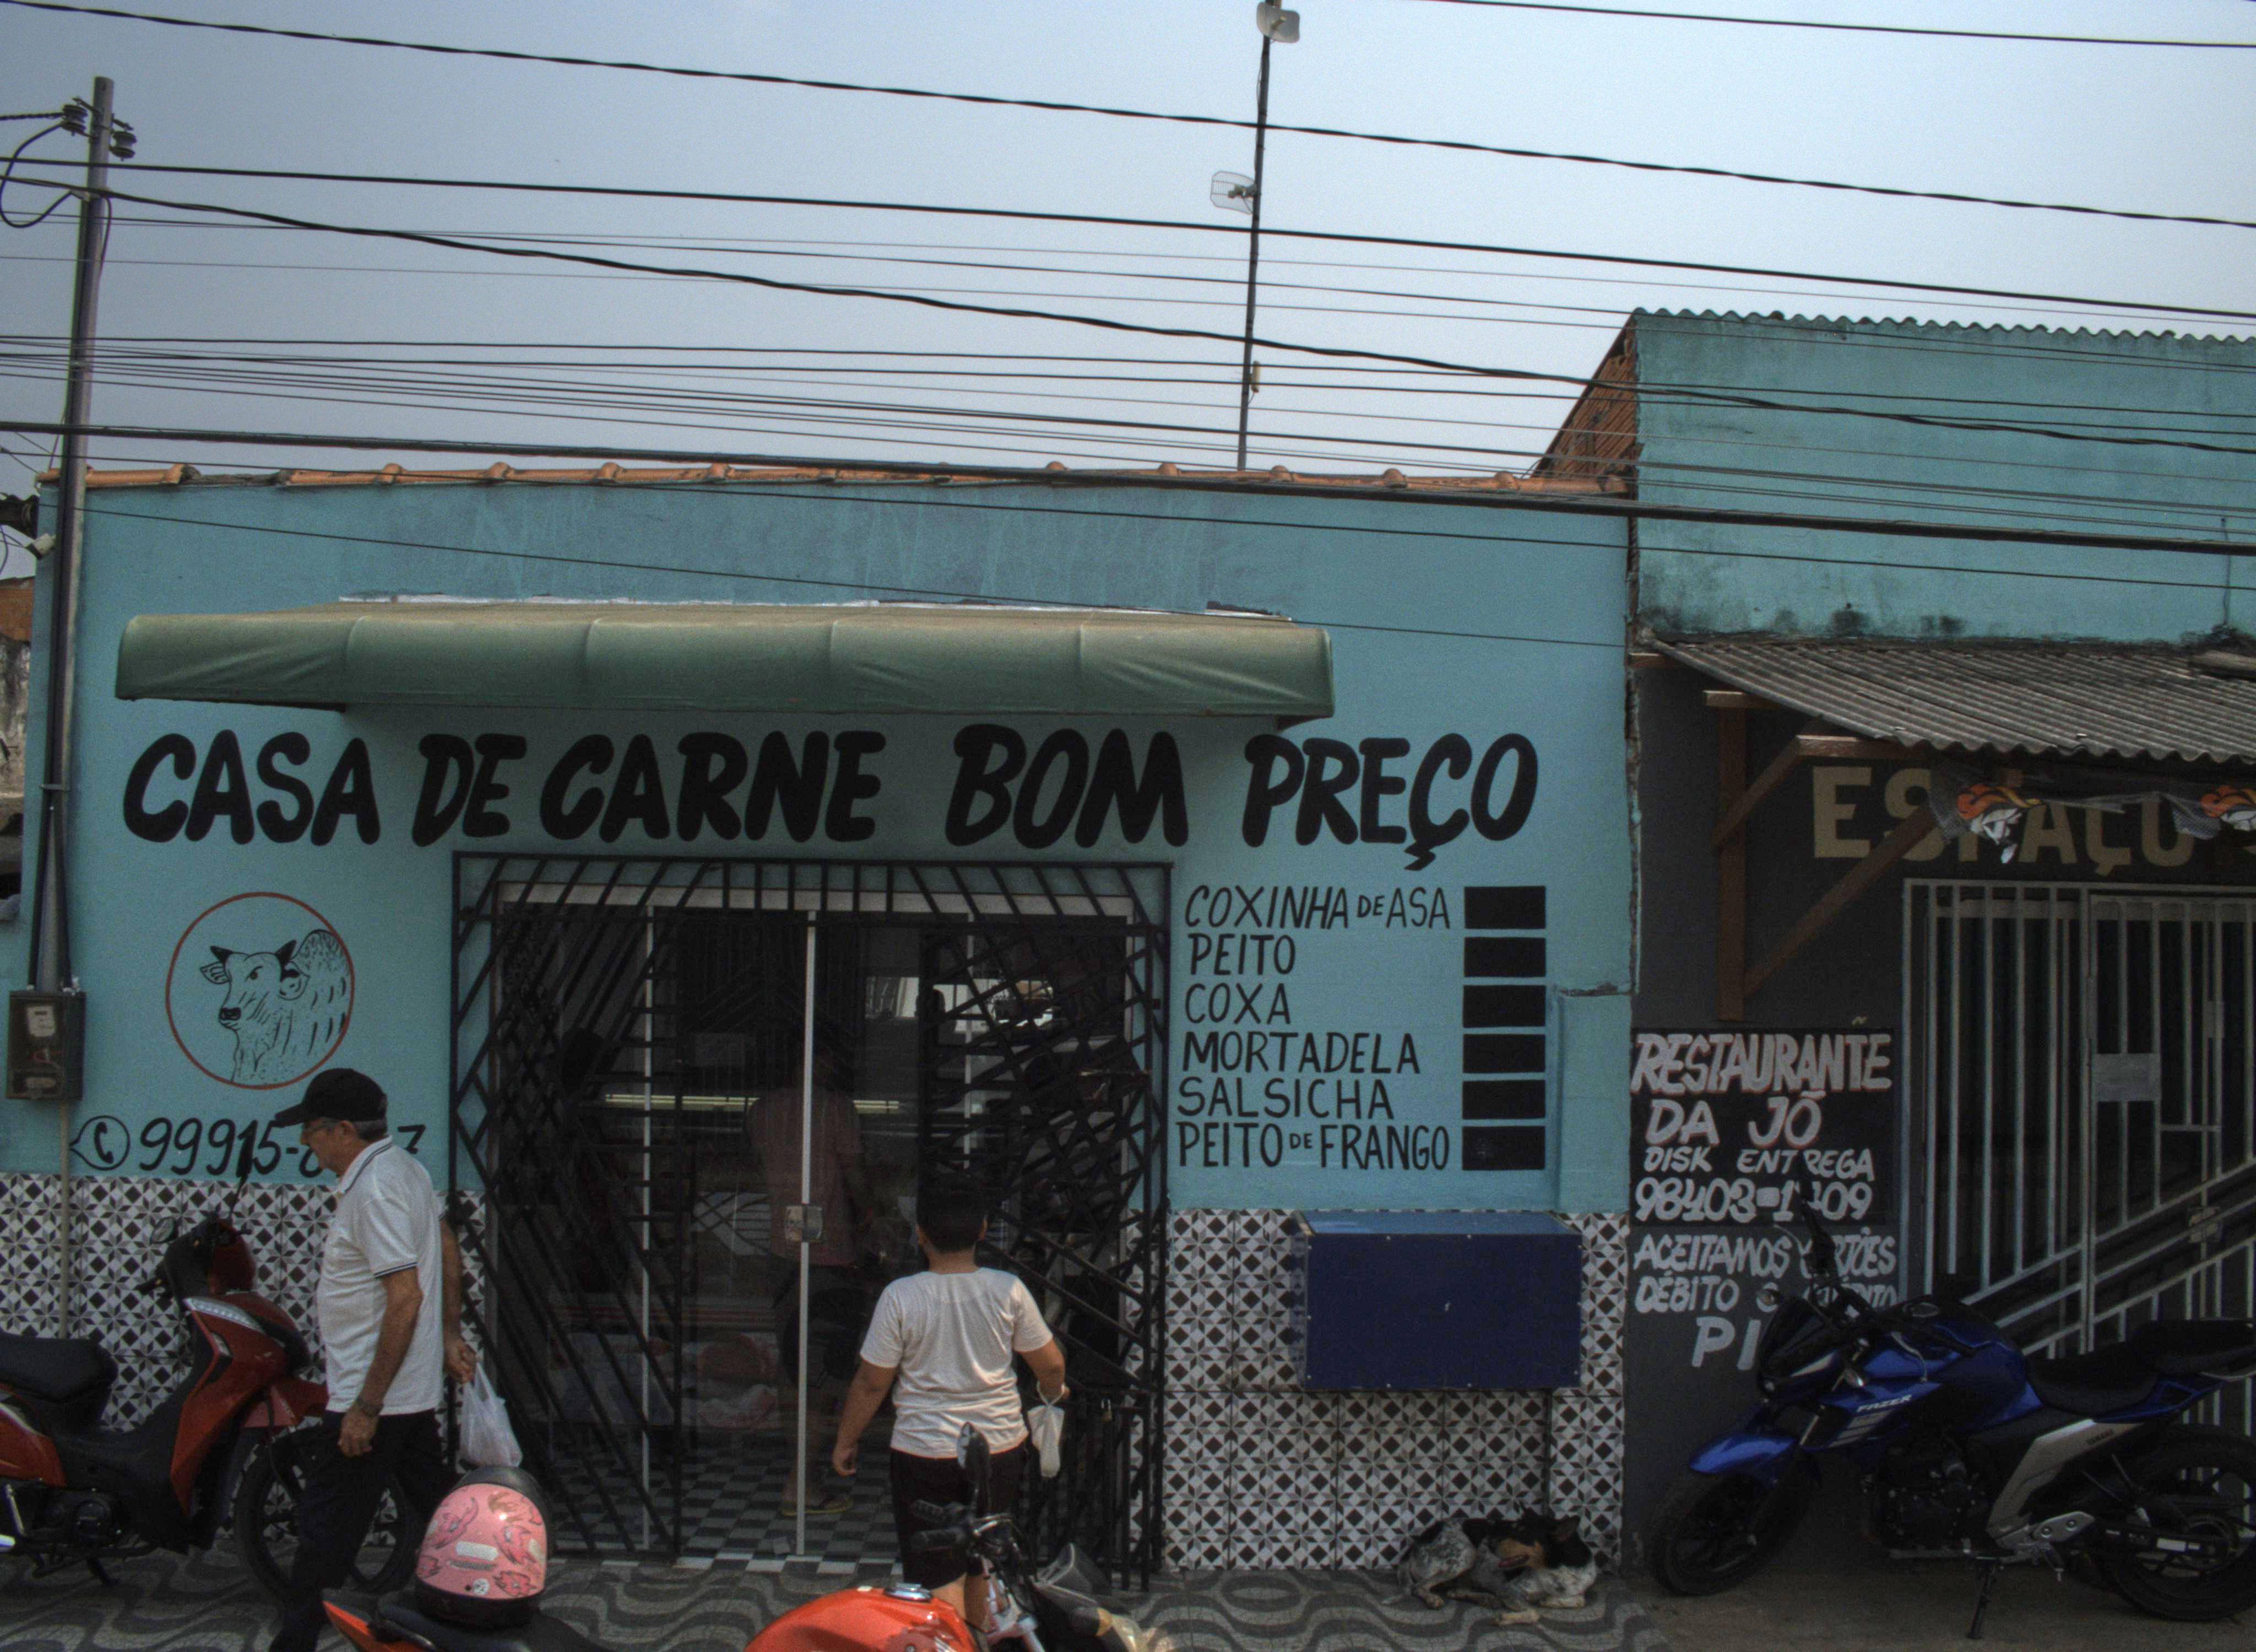 CASA DE CARNE BOM PREÇO
COXINHA DE ASA
PEITO
COXA
MORTADELA
SALSICHA
PEITO DE FRANGO
RESTAURANTE
DA JÔ
DISK ENTREGA
ACEITAMOS
DÉBITO
FAZER